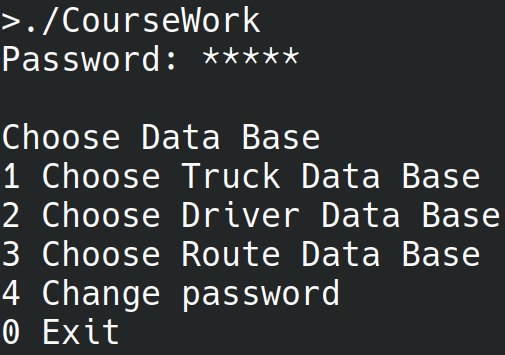 >./CourseWork
Password: *****
Choose Data Base
1 Choose Truck Data Base
2 Choose Driver Data Base
3 Choose Route Data Base
4 Change password
0 Exit